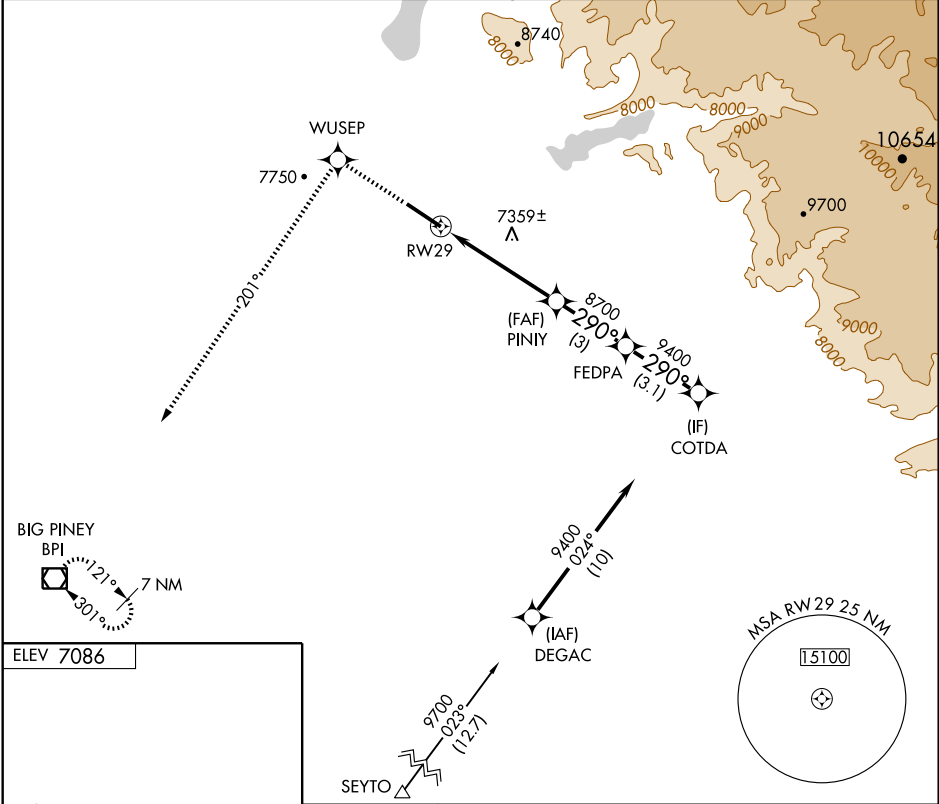 8740
8000
8000
8000
9000
WUSEP
10654
10000
7750
9700
7359±
RW29
201°
(FAF)
PINIY
8700
290°
(3)
FEDPA
9400
290°
(3.1)
9000
8000
(IF)
COTDA
BIG PINEY
BPI
121°
7 NM
301°
9400
024°
(10)
(IAF)
DEGAC
MSA RW29 25 NM
15100
ELEV 7086
9700
023°
(12.7)
SEYTO